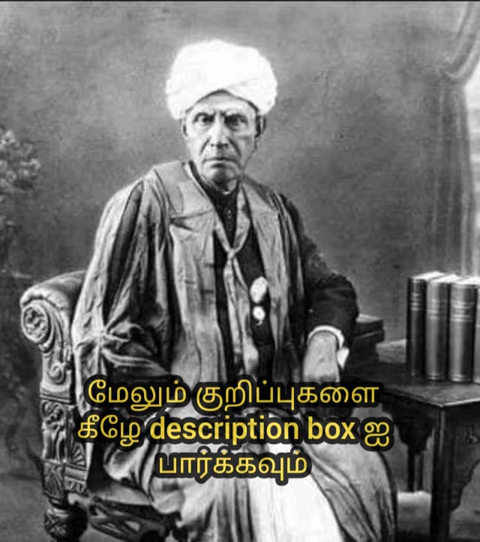 மேலும் குறிப்புகளை
கீழே description box ஐ
பார்க்கவும்